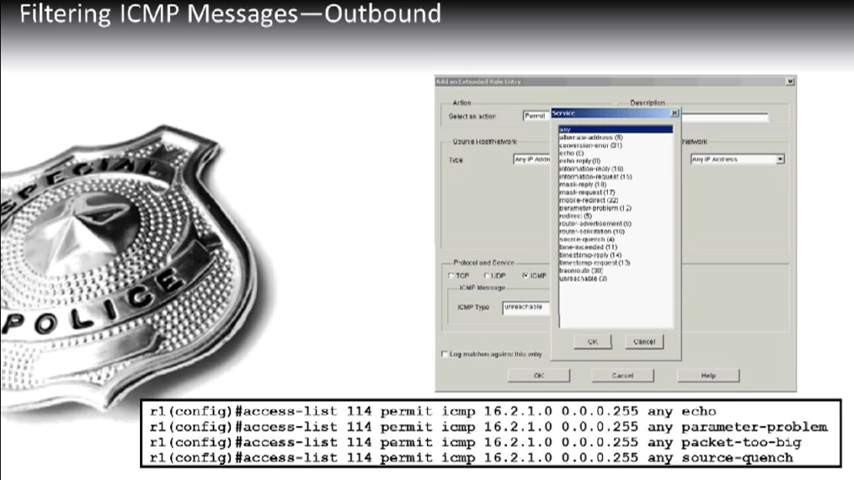 Filtering ICMP Messages—Outbound
SPECIAL
POLICE
Add an Extended Rule Entry
Action
Description
Select an action
Permit
Source Host/Network
Network
Type
Any IP Addre
Any IP Address
Protocol and Service
TCP
UDP
ICMP
ICMP Message
ICMP Type
unreachable
Log matches against this entry
OK
Cancel
Help
Service
any
alternate-address (6)
conversion-error (31)
echo (8)
echo-reply (0)
information-reply (16)
information-request (15)
mask-reply (18)
mask-request (17)
mobile-redirect (32)
parameter-problem (12)
redirect (5)
router-advertisement (9)
router-solicitation (10)
source-quench (4)
time-exceeded (11)
timestamp-reply (14)
timestamp-request (13)
traceroute (30)
unreachable (3)
OK
Cancel
r1(config)#access-list 114 permit icmp 16.2.1.0 0.0.0.255 any echo
r1(config)#access-list 114 permit icmp 16.2.1.0 0.0.0.255 any parameter-problem
r1(config)#access-list 114 permit icmp 16.2.1.0 0.0.0.255 any packet-too-big
r1(config)#access-list 114 permit icmp 16.2.1.0 0.0.0.255 any source-quench